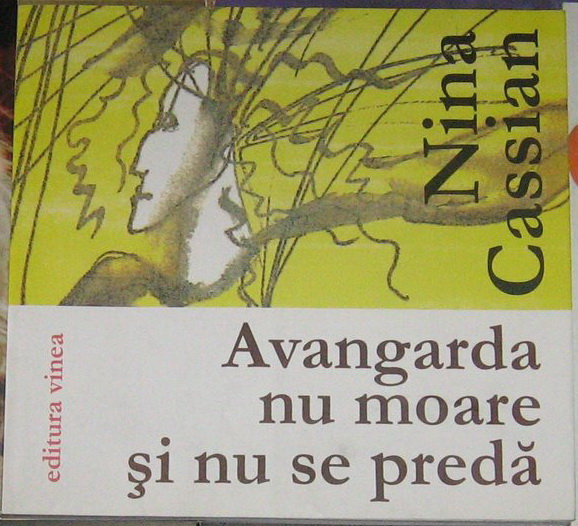 Nina
Cassian
Avangarda
nu moare
şi nu se predă
editura vinea